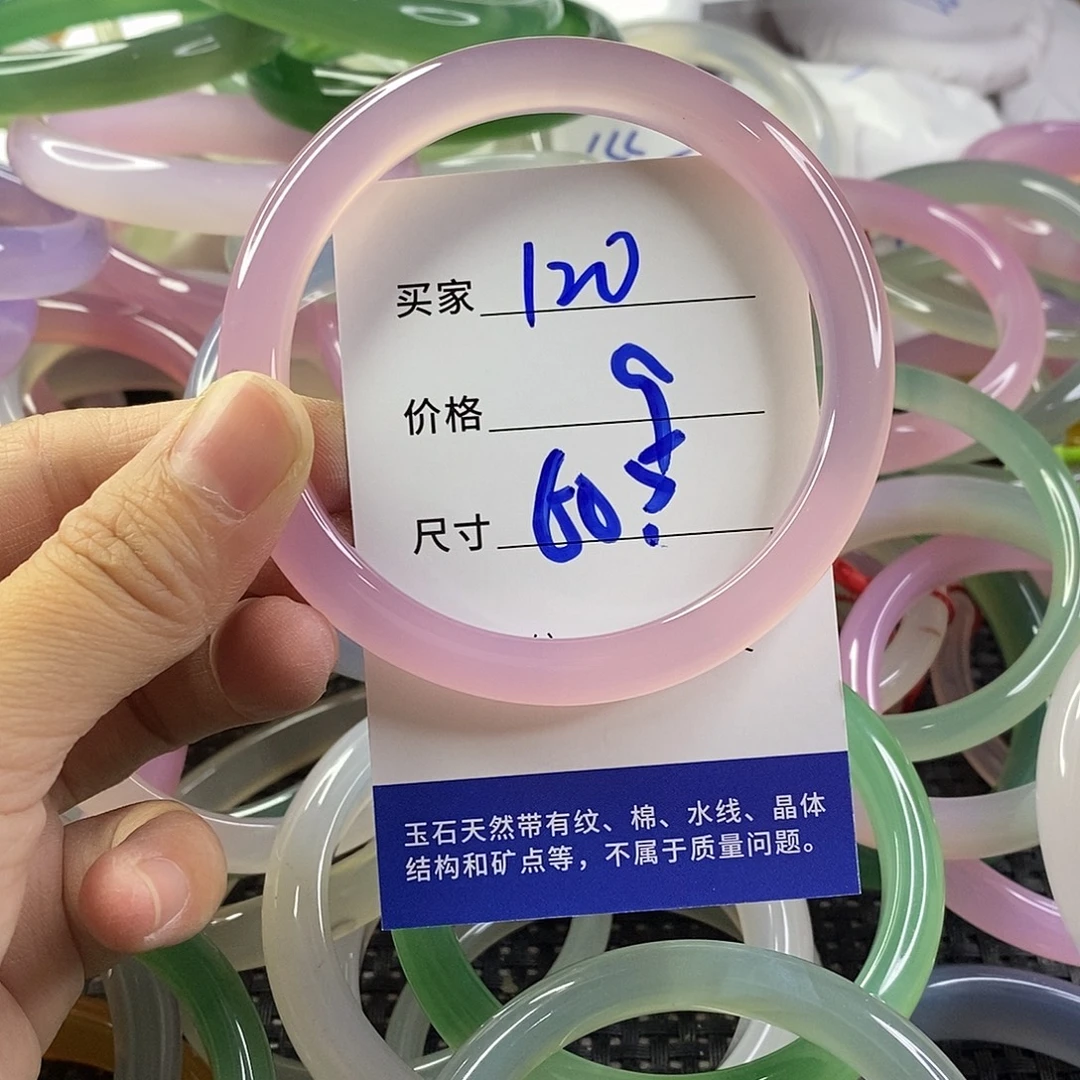 买家 120
价格 9
尺寸 60.5
玉石天然带有纹、棉、水线、晶体
结构和矿点等，不属于质量问题。